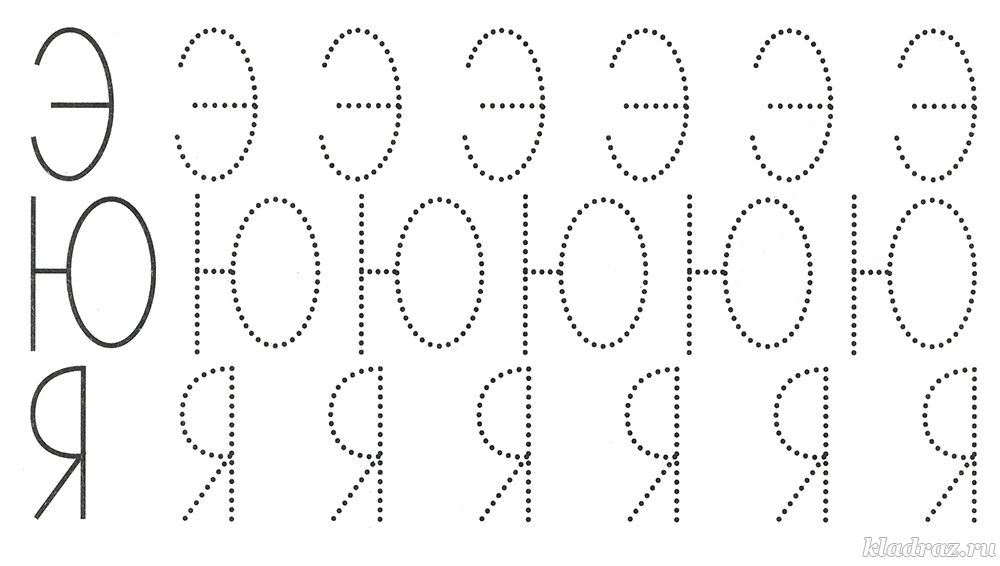 Э Э Э Э Э Э Э
Ю Ю Ю Ю Ю Ю
Я Я Я Я Я Я Я
kladraz.ru